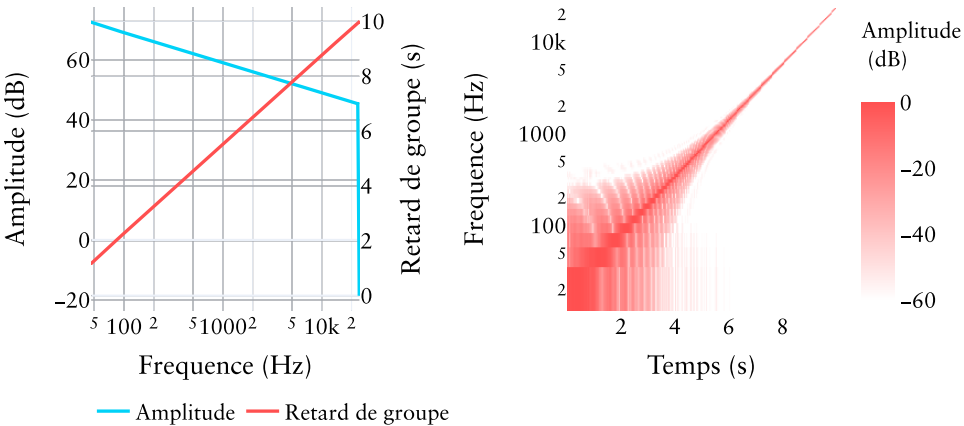 Amplitude (dB)
60
40
20
0
−20
10
8
6
4
2
0
Retard de groupe (s)
5 100 2 5 1000 2 5 10k 2
Frequence (Hz)
Amplitude Retard de groupe
Frequence (Hz)
2
10k
5
2
1000
5
2
100
5
2
2 4 6 8
Temps (s)
Amplitude
(dB)
0
−20
−40
−60